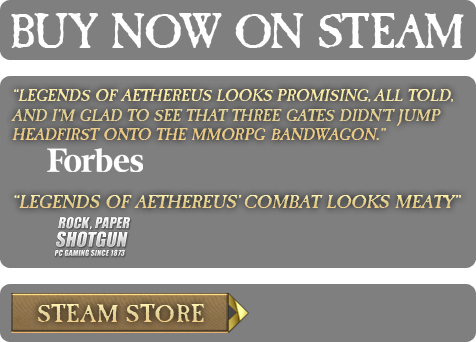 BUY NOW ON STEAM
"LEGENDS OF AETHEREUS LOOKS PROMISING, ALL TOLD,
AND I'M GLAD TO SEE THAT THREE GATES DIDN'T JUMP
HEADFIRST ONTO THE MMORPG BANDWAGON."
Forbes
"LEGENDS OF AETHEREUS' COMBAT LOOKS MEATY"
ROCK, PAPER
SHOTGUN
PC GAMING SINCE 1873
STEAM STORE